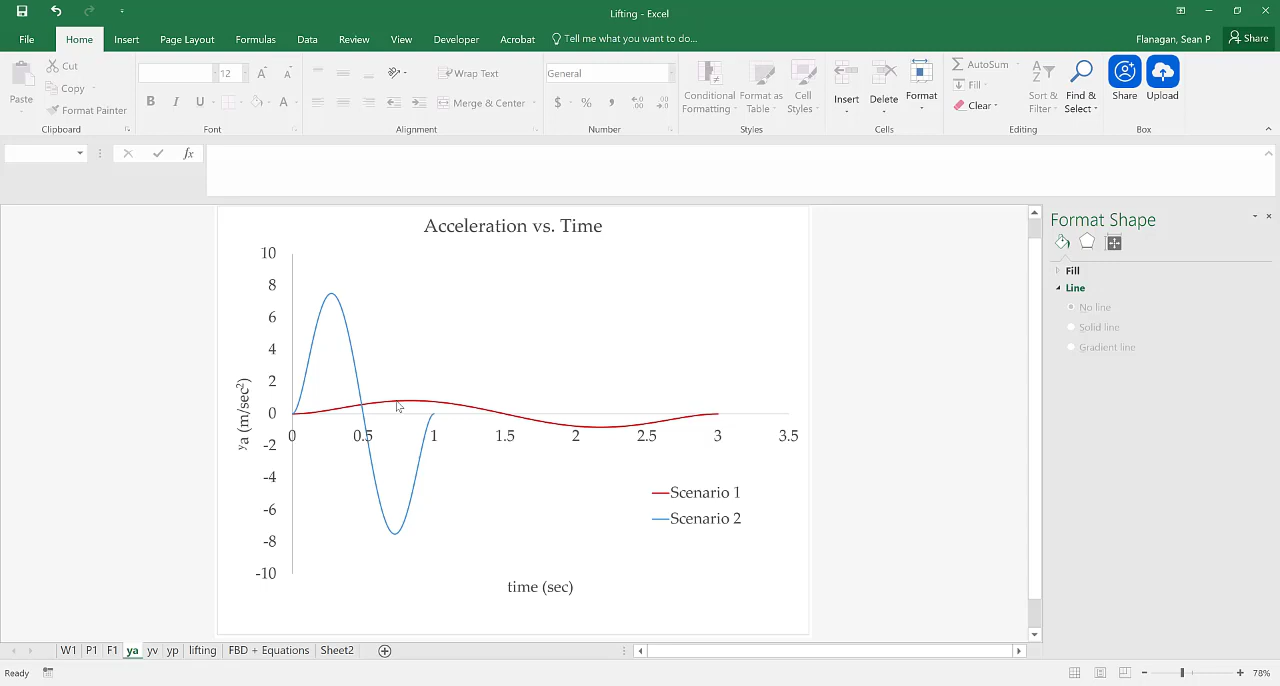 Lifting - Excel
File Home Insert Page Layout Formulas Data Review View Developer Acrobat Tell me what you want to do... Flanagan, Sean P Share
Paste Cut Copy Format Painter
Clipboard
12 A A
B I U A
Font
Wrap Text
Merge & Center
Alignment
General
$ % ,
Number
Conditional Formatting Format as Table Cell Styles
Styles
Insert Delete Format
Cells
AutoSum Fill Clear Sort & Filter Find & Select
Editing
Share Upload
Box
fx
Acceleration vs. Time
10
8
6
4
2
0
-2
-4
-6
-8
-10
ya (m/sec2)
0 0.5 1 1.5 2 2.5 3 3.5
Scenario 1
Scenario 2
time (sec)
Format Shape
Fill
Line
No line
Solid line
Gradient line
W1 P1 F1 ya yv yp lifting FBD + Equations Sheet2
Ready
78%